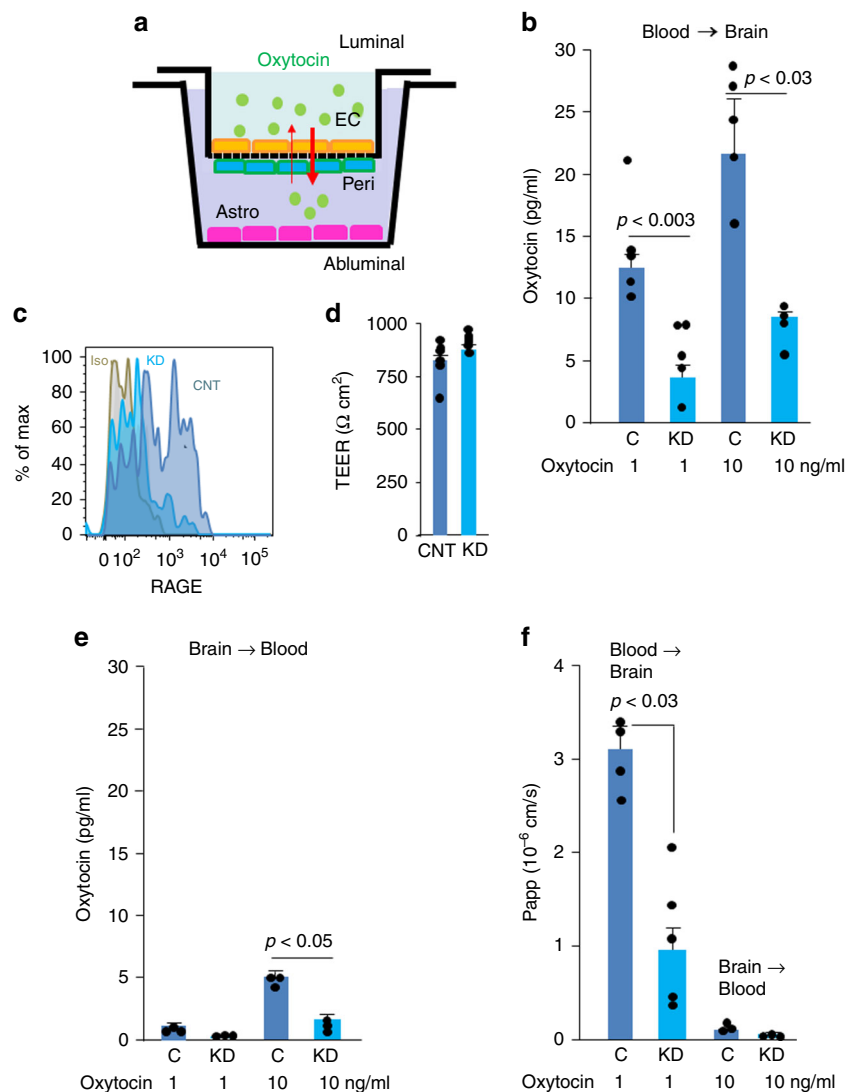 a
Luminal
Oxytocin
EC
Peri
Astro
Abluminal
b
Blood → Brain
30
25
20
15
10
5
0
Oxytocin (pg/ml)
p < 0.003
p < 0.03
C KD C KD
Oxytocin 1 1 10 10 ng/ml
c
100
80
60
40
20
0
% of max
Iso
KD
CNT
0 10² 10³ 10⁴ 10⁵
RAGE
d
1000
750
500
250
0
TEER (Ω cm²)
CNT KD
e
Brain → Blood
30
25
20
15
10
5
0
Oxytocin (pg/ml)
p < 0.05
C KD C KD
Oxytocin 1 1 10 10 ng/ml
f
Blood →
Brain
p < 0.03
4
3
2
1
0
Papp (10⁻⁶ cm/s)
Brain →
Blood
C KD C KD
Oxytocin 1 1 10 10 ng/ml